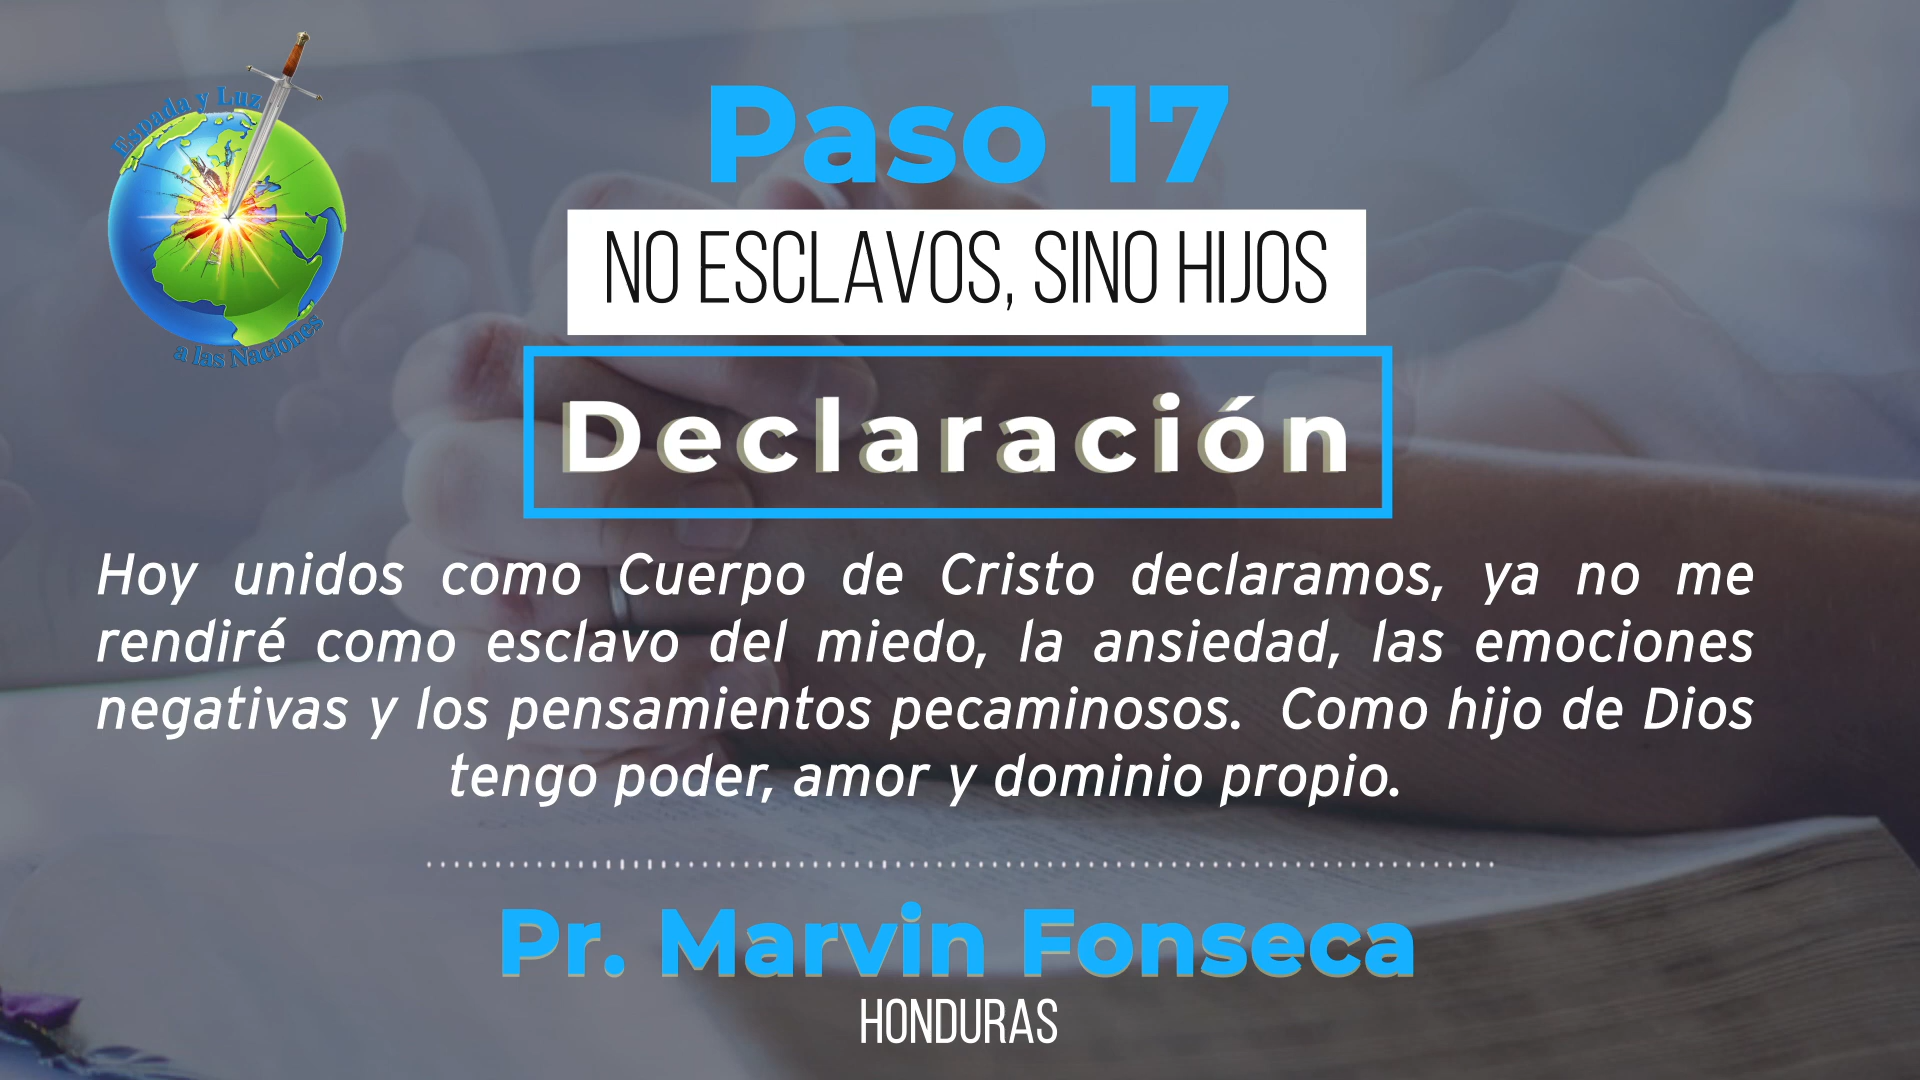 Espada y Luz
a las Naciones
Paso 17
NO ESCLAVOS, SINO HIJOS
Declaración
Hoy unidos como Cuerpo de Cristo declaramos, ya no me
rendiré como esclavo del miedo, la ansiedad, las emociones
negativas y los pensamientos pecaminosos. Como hijo de Dios
tengo poder, amor y dominio propio.
Pr. Marvin Fonseca
HONDURAS